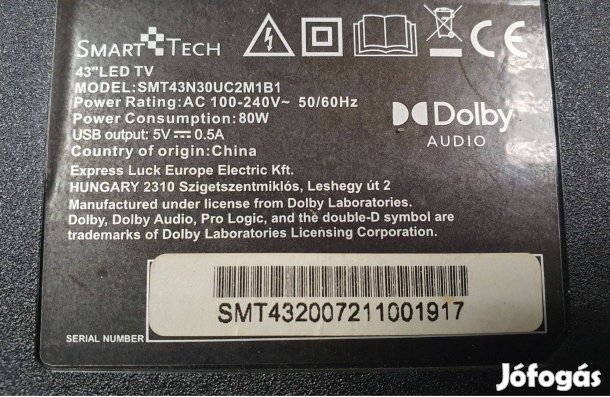 SMART TECH
43"LED TV
MODEL:SMT43N30UC2M1B1
Power Rating:AC 100-240V~ 50/60Hz
Power Consumption:80W
USB output: 5V⎓0.5A
Country of origin:China
Dolby
AUDIO
Express Luck Europe Electric Kft.
HUNGARY 2310 Szigetszentmiklós, Leshegy út 2
Manufactured under license from Dolby Laboratories.
Dolby, Dolby Audio, Pro Logic, and the double-D symbol are
trademarks of Dolby Laboratories Licensing Corporation.
SMT432007211001917
SERIAL NUMBER
Jófogás